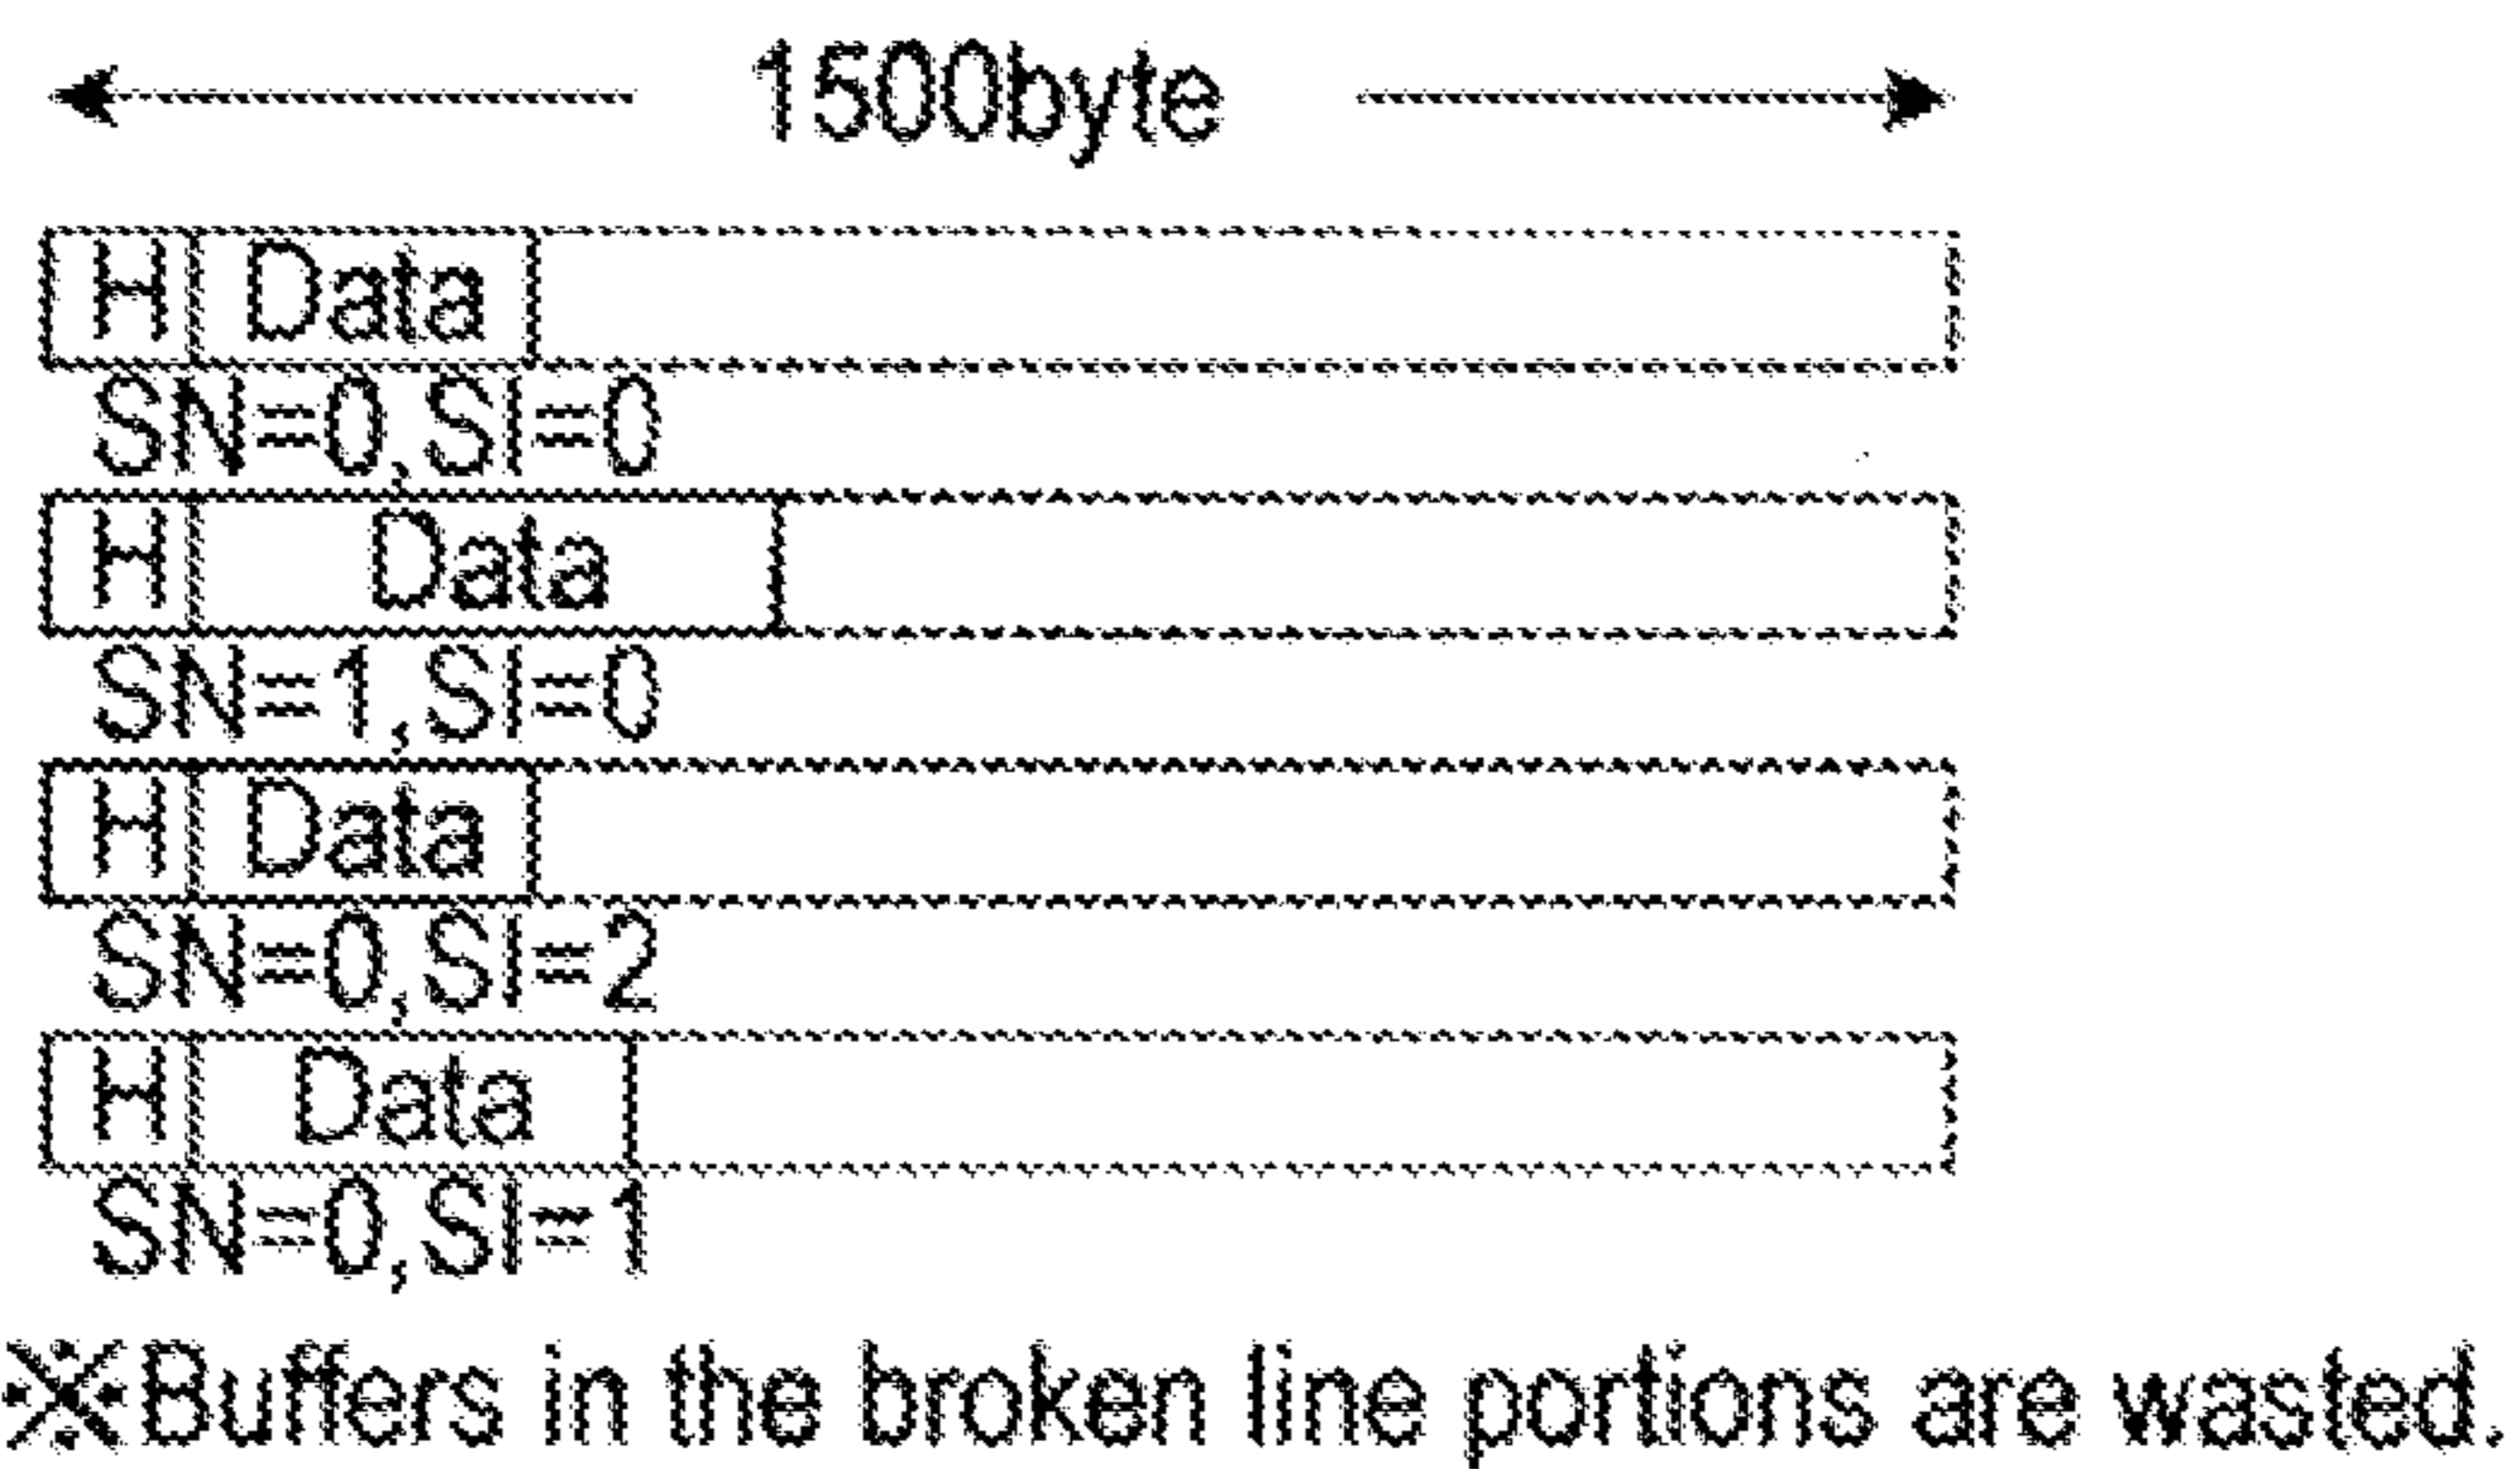 1500byte
H Data
SN=0,SI=0
H Data
SN=1,SI=0
H Data
SN=0,SI=2
H Data
SN=0,SI=1
※Buffers in the broken line portions are wasted.